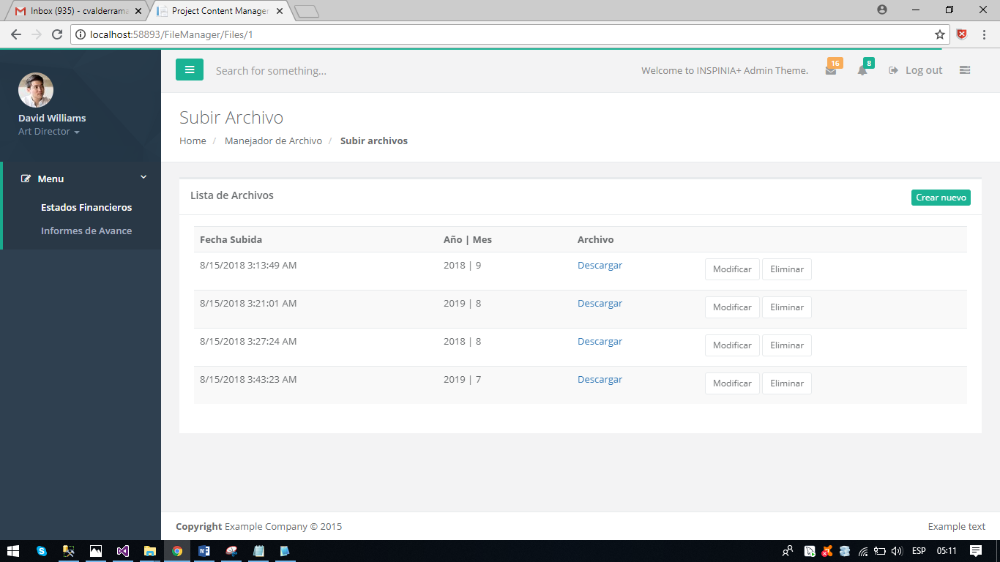 Inbox (935) - cvalderrama
Project Content Manager
localhost:58893/FileManager/Files/1
David Williams
Art Director
Menu
Estados Financieros
Informes de Avance
Search for something...
Welcome to INSPINIA+ Admin Theme.
16
8
Log out
Subir Archivo
Home / Manejador de Archivo / Subir archivos
Lista de Archivos
Crear nuevo
Fecha Subida Año | Mes Archivo
8/15/2018 3:13:49 AM 2018 | 9 Descargar Modificar Eliminar
8/15/2018 3:21:01 AM 2019 | 8 Descargar Modificar Eliminar
8/15/2018 3:27:24 AM 2018 | 8 Descargar Modificar Eliminar
8/15/2018 3:43:23 AM 2019 | 7 Descargar Modificar Eliminar
Copyright Example Company © 2015
Example text
ESP 05:11